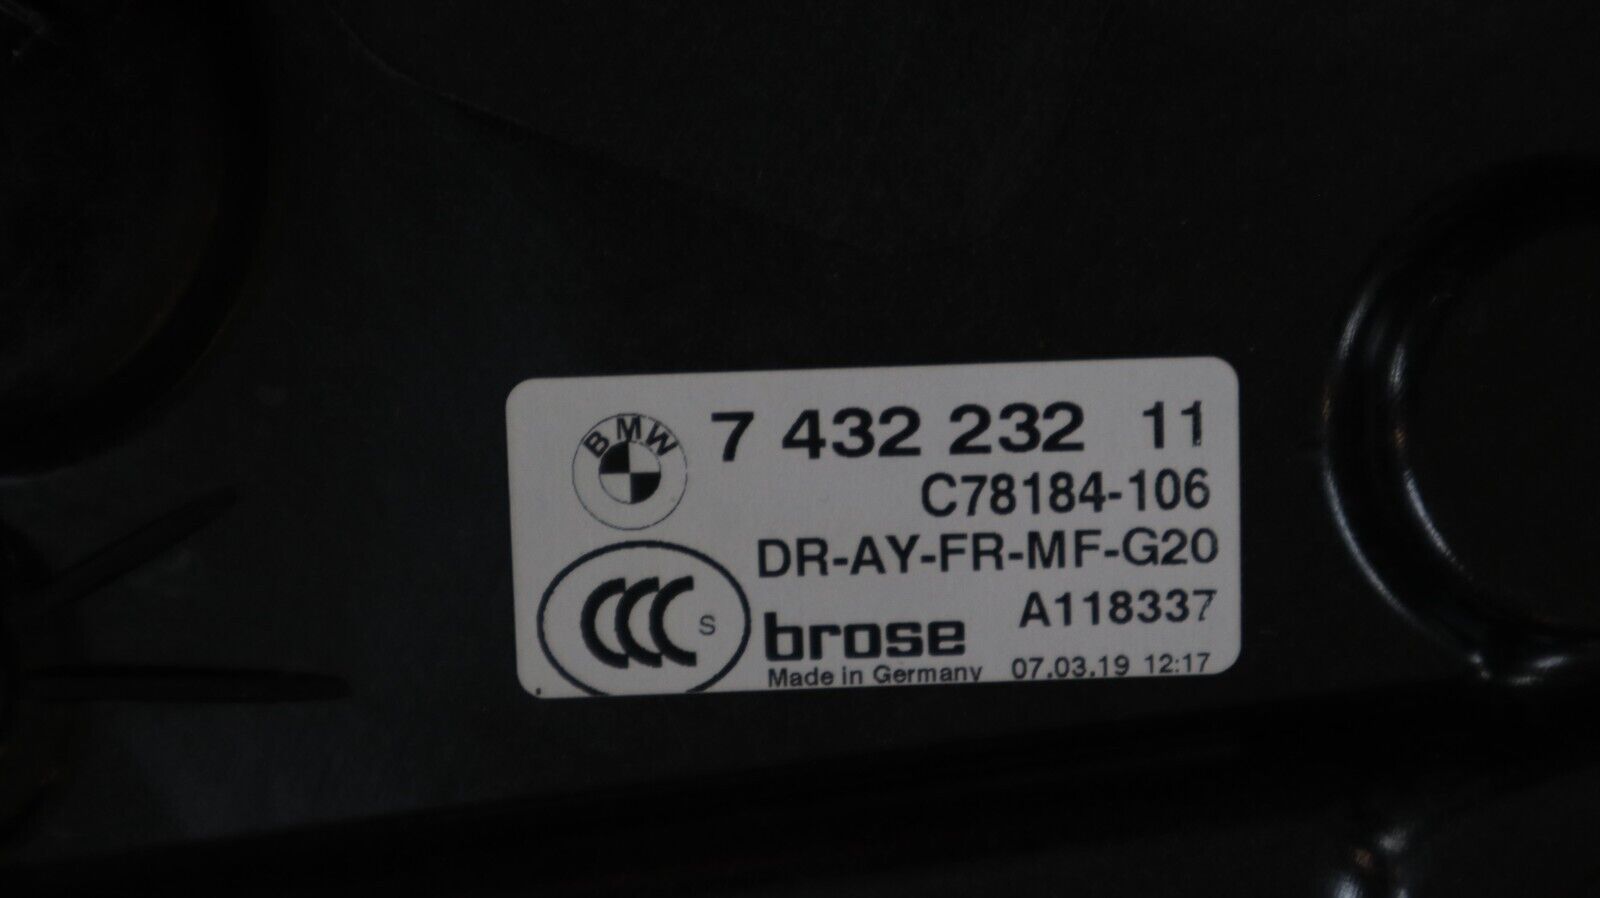 BMW 7 432 232 11
C78184-106
DR-AY-FR-MF-G20
CCC S brose A118337
Made in Germany 07.03.19 12:17